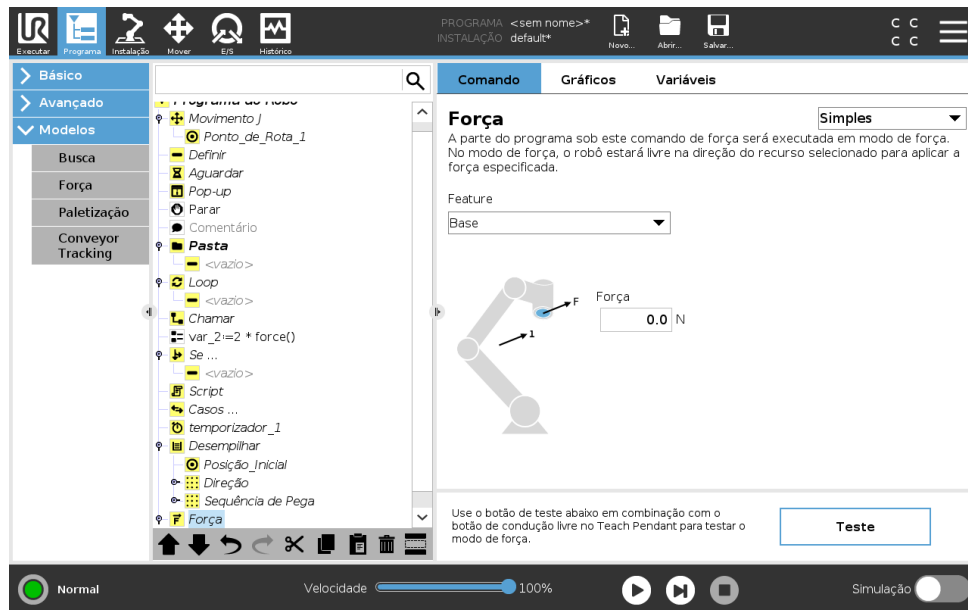 Executar
Programa
Instalação
Mover
E/S
Histórico
PROGRAMA <sem nome>*
INSTALAÇÃO default*
Novo...
Abrir...
Salvar...
C C
C C
Básico
Avançado
Modelos
Busca
Força
Paletização
Conveyor
Tracking
Programa do Robô
Movimento J
Ponto_de_Rota_1
Definir
Aguardar
Pop-up
Parar
Comentário
Pasta
<vazio>
Loop
<vazio>
Chamar
var_2:=2 * force()
Se ...
<vazio>
Script
Casos ...
temporizador_1
Desempilhar
Posição_Inicial
Direção
Sequência de Pega
Força
Comando
Gráficos
Variáveis
Força
Simples
A parte do programa sob este comando de força será executada em modo de força.
No modo de força, o robô estará livre na direção do recurso selecionado para aplicar a
força especificada.
Feature
Base
F
1
Força
0.0 N
Use o botão de teste abaixo em combinação com o
botão de condução livre no Teach Pendant para testar o
modo de força.
Teste
Normal
Velocidade
100%
Simulação